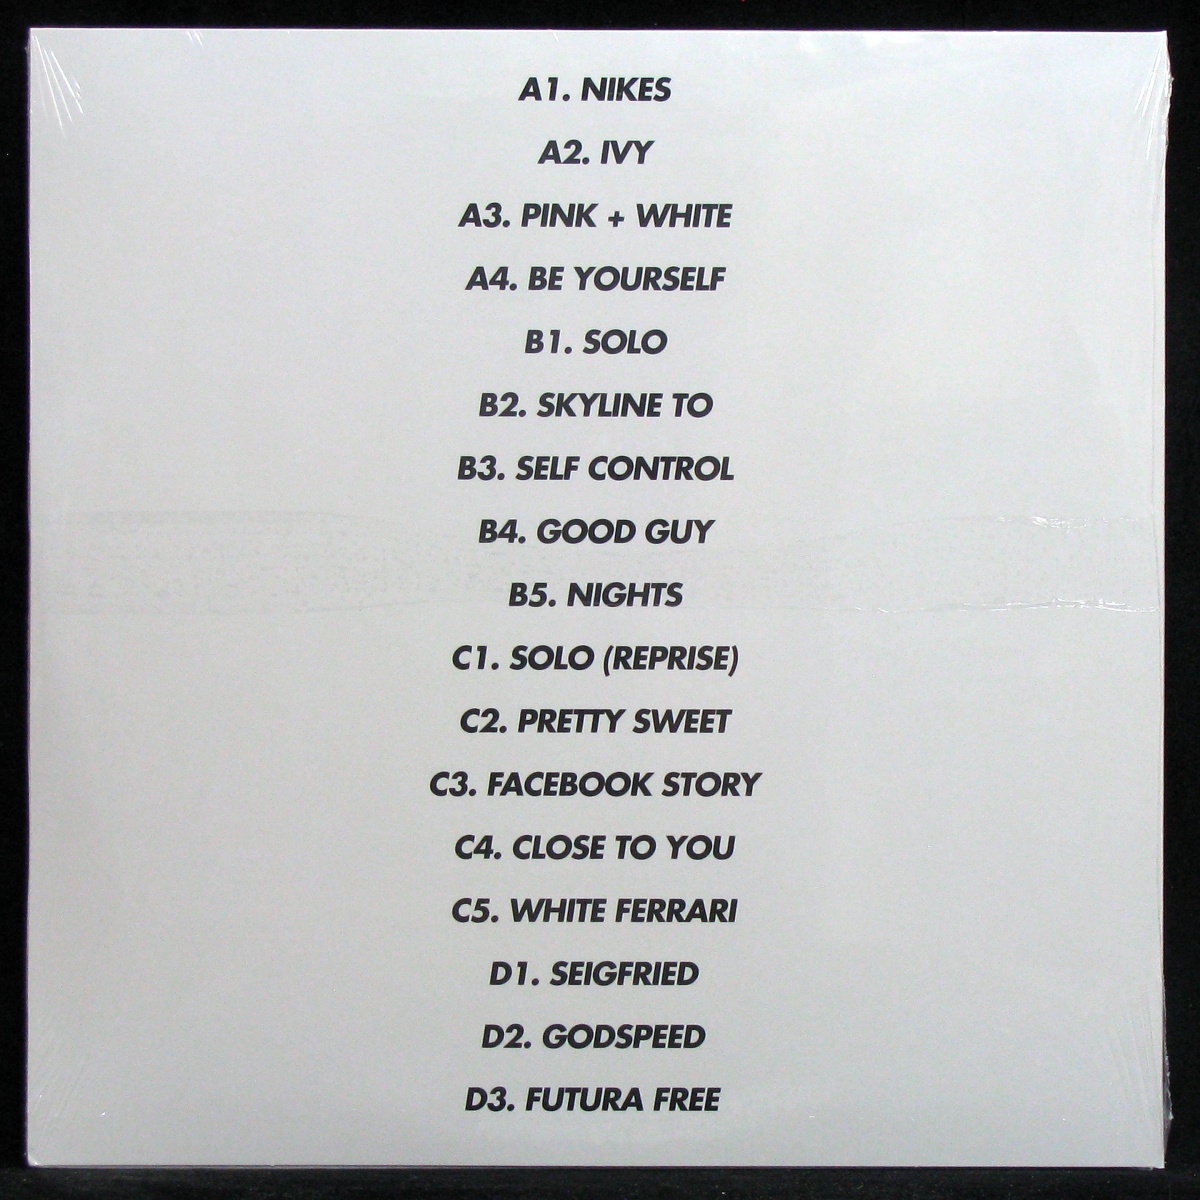 A1. NIKES
A2. IVY
A3. PINK + WHITE
A4. BE YOURSELF
B1. SOLO
B2. SKYLINE TO
B3. SELF CONTROL
B4. GOOD GUY
B5. NIGHTS
C1. SOLO (REPRISE)
C2. PRETTY SWEET
C3. FACEBOOK STORY
C4. CLOSE TO YOU
C5. WHITE FERRARI
D1. SEIGFRIED
D2. GODSPEED
D3. FUTURA FREE